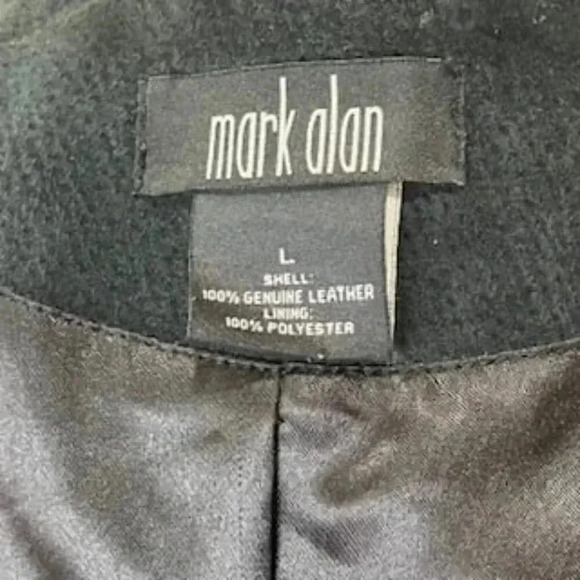 mark alan
L.
SHELL:
100% GENUINE LEATHER
LINING:
100% POLYESTER